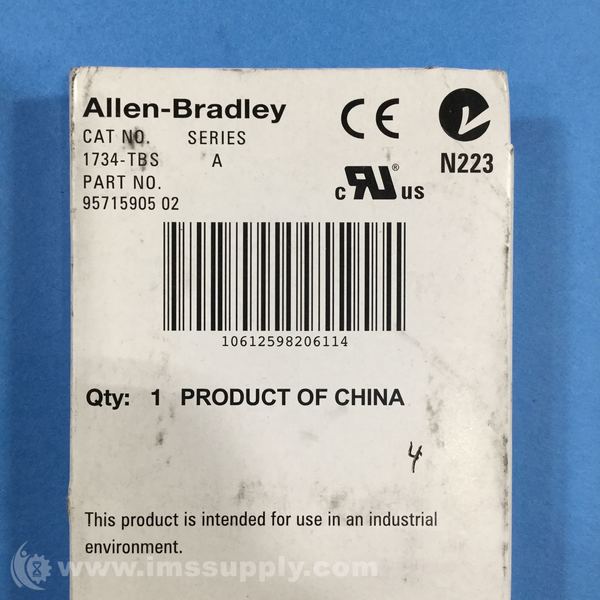 Allen-Bradley
CAT NO. SERIES
1734-TBS A
PART NO.
95715905 02
CE
N223
c RU ® us
10612598206114
Qty: 1 PRODUCT OF CHINA
4
This product is intended for use in an industrial
environment.
www.imssupply.com